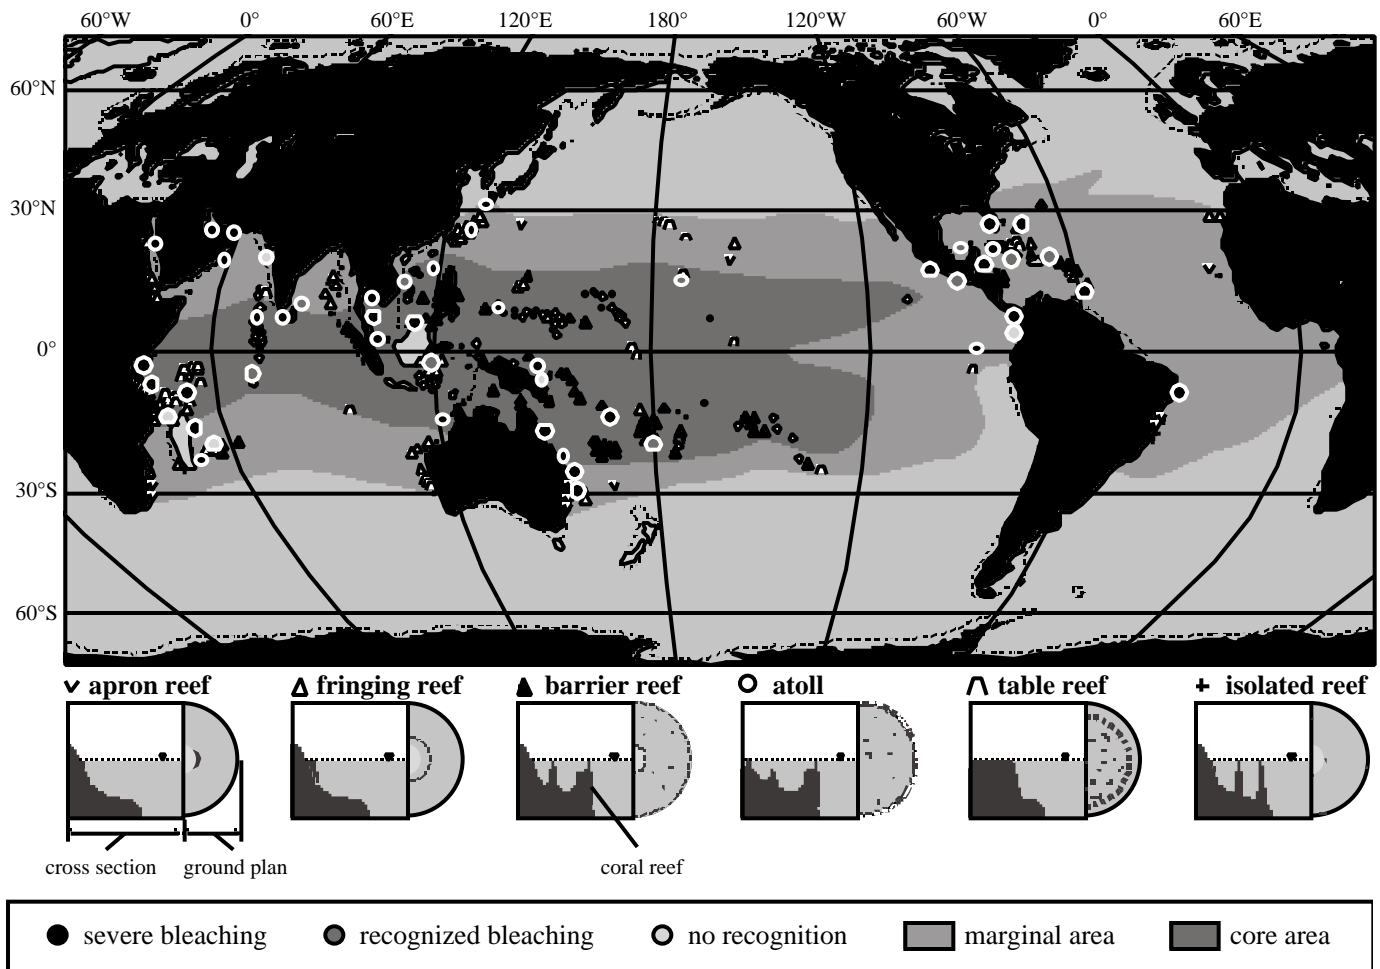 60°W 0° 60°E 120°E 180° 120°W 60°W 0° 60°E
60°N
30°N
0°
30°S
60°S
apron reef fringing reef barrier reef atoll table reef isolated reef
cross section ground plan coral reef
severe bleaching recognized bleaching no recognition marginal area core area